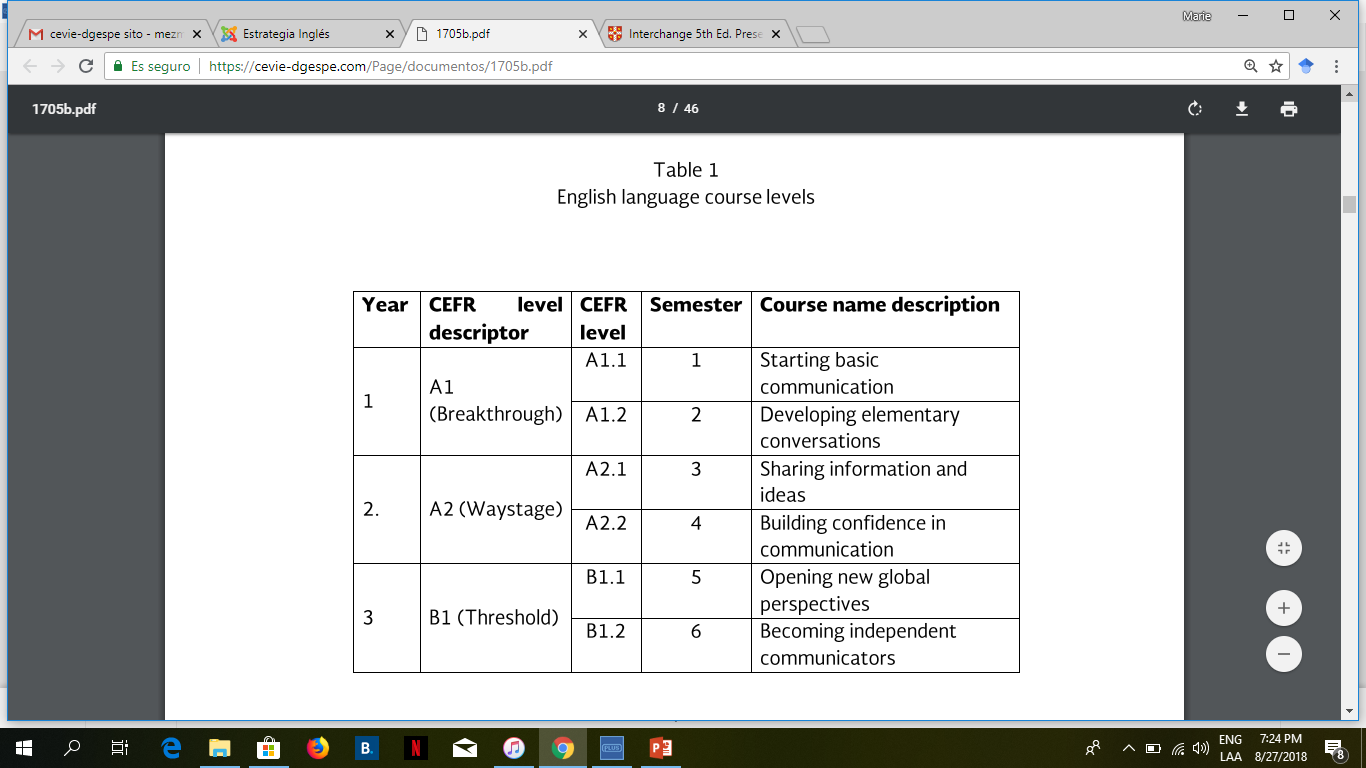 Marie
cevie-dgespe sito - mezm
Estrategia Inglés
1705b.pdf
Interchange 5th Ed. Prese
Es seguro
https://cevie-dgespe.com/Page/documentos/1705b.pdf
1705b.pdf
8 / 46
Table 1
English language course levels
Year
CEFR level
descriptor
CEFR
level
Semester
Course name description
1
A1
(Breakthrough)
A1.1
1
Starting basic
communication
A1.2
2
Developing elementary
conversations
2.
A2 (Waystage)
A2.1
3
Sharing information and
ideas
A2.2
4
Building confidence in
communication
3
B1 (Threshold)
B1.1
5
Opening new global
perspectives
B1.2
6
Becoming independent
communicators
B.
N
PLUS
ENG
LAA
7:24 PM
8/27/2018
8